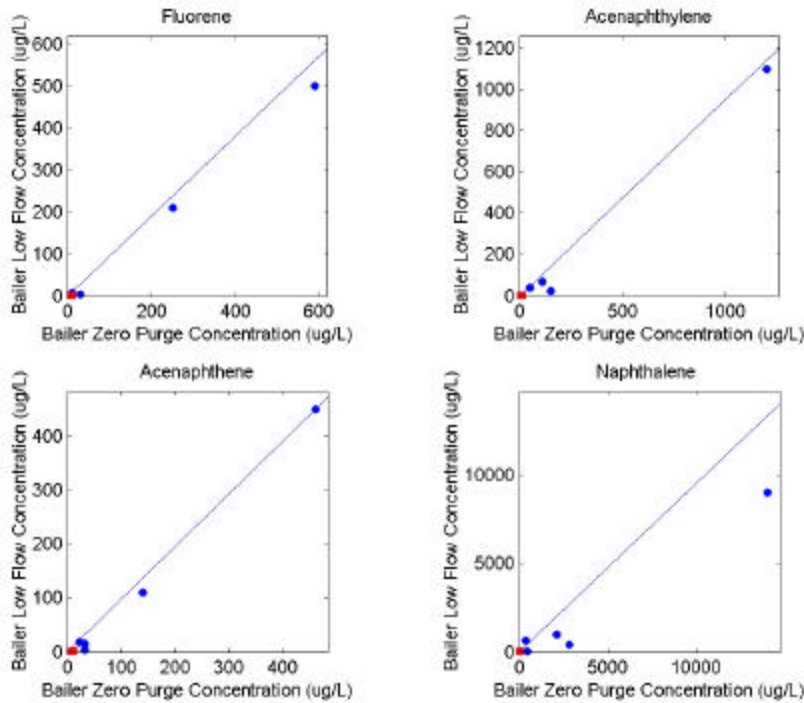 Fluorene
600
500
400
300
200
100
0
0 200 400 600
Bailer Low Flow Concentration (ug/L)
Bailer Zero Purge Concentration (ug/L)
Acenaphthylene
1200
1000
800
600
400
200
0
0 500 1000
Bailer Low Flow Concentration (ug/L)
Bailer Zero Purge Concentration (ug/L)
Acenaphthene
400
300
200
100
0
0 100 200 300 400
Bailer Low Flow Concentration (ug/L)
Bailer Zero Purge Concentration (ug/L)
Naphthalene
10000
5000
0
0 5000 10000
Bailer Low Flow Concentration (ug/L)
Bailer Zero Purge Concentration (ug/L)